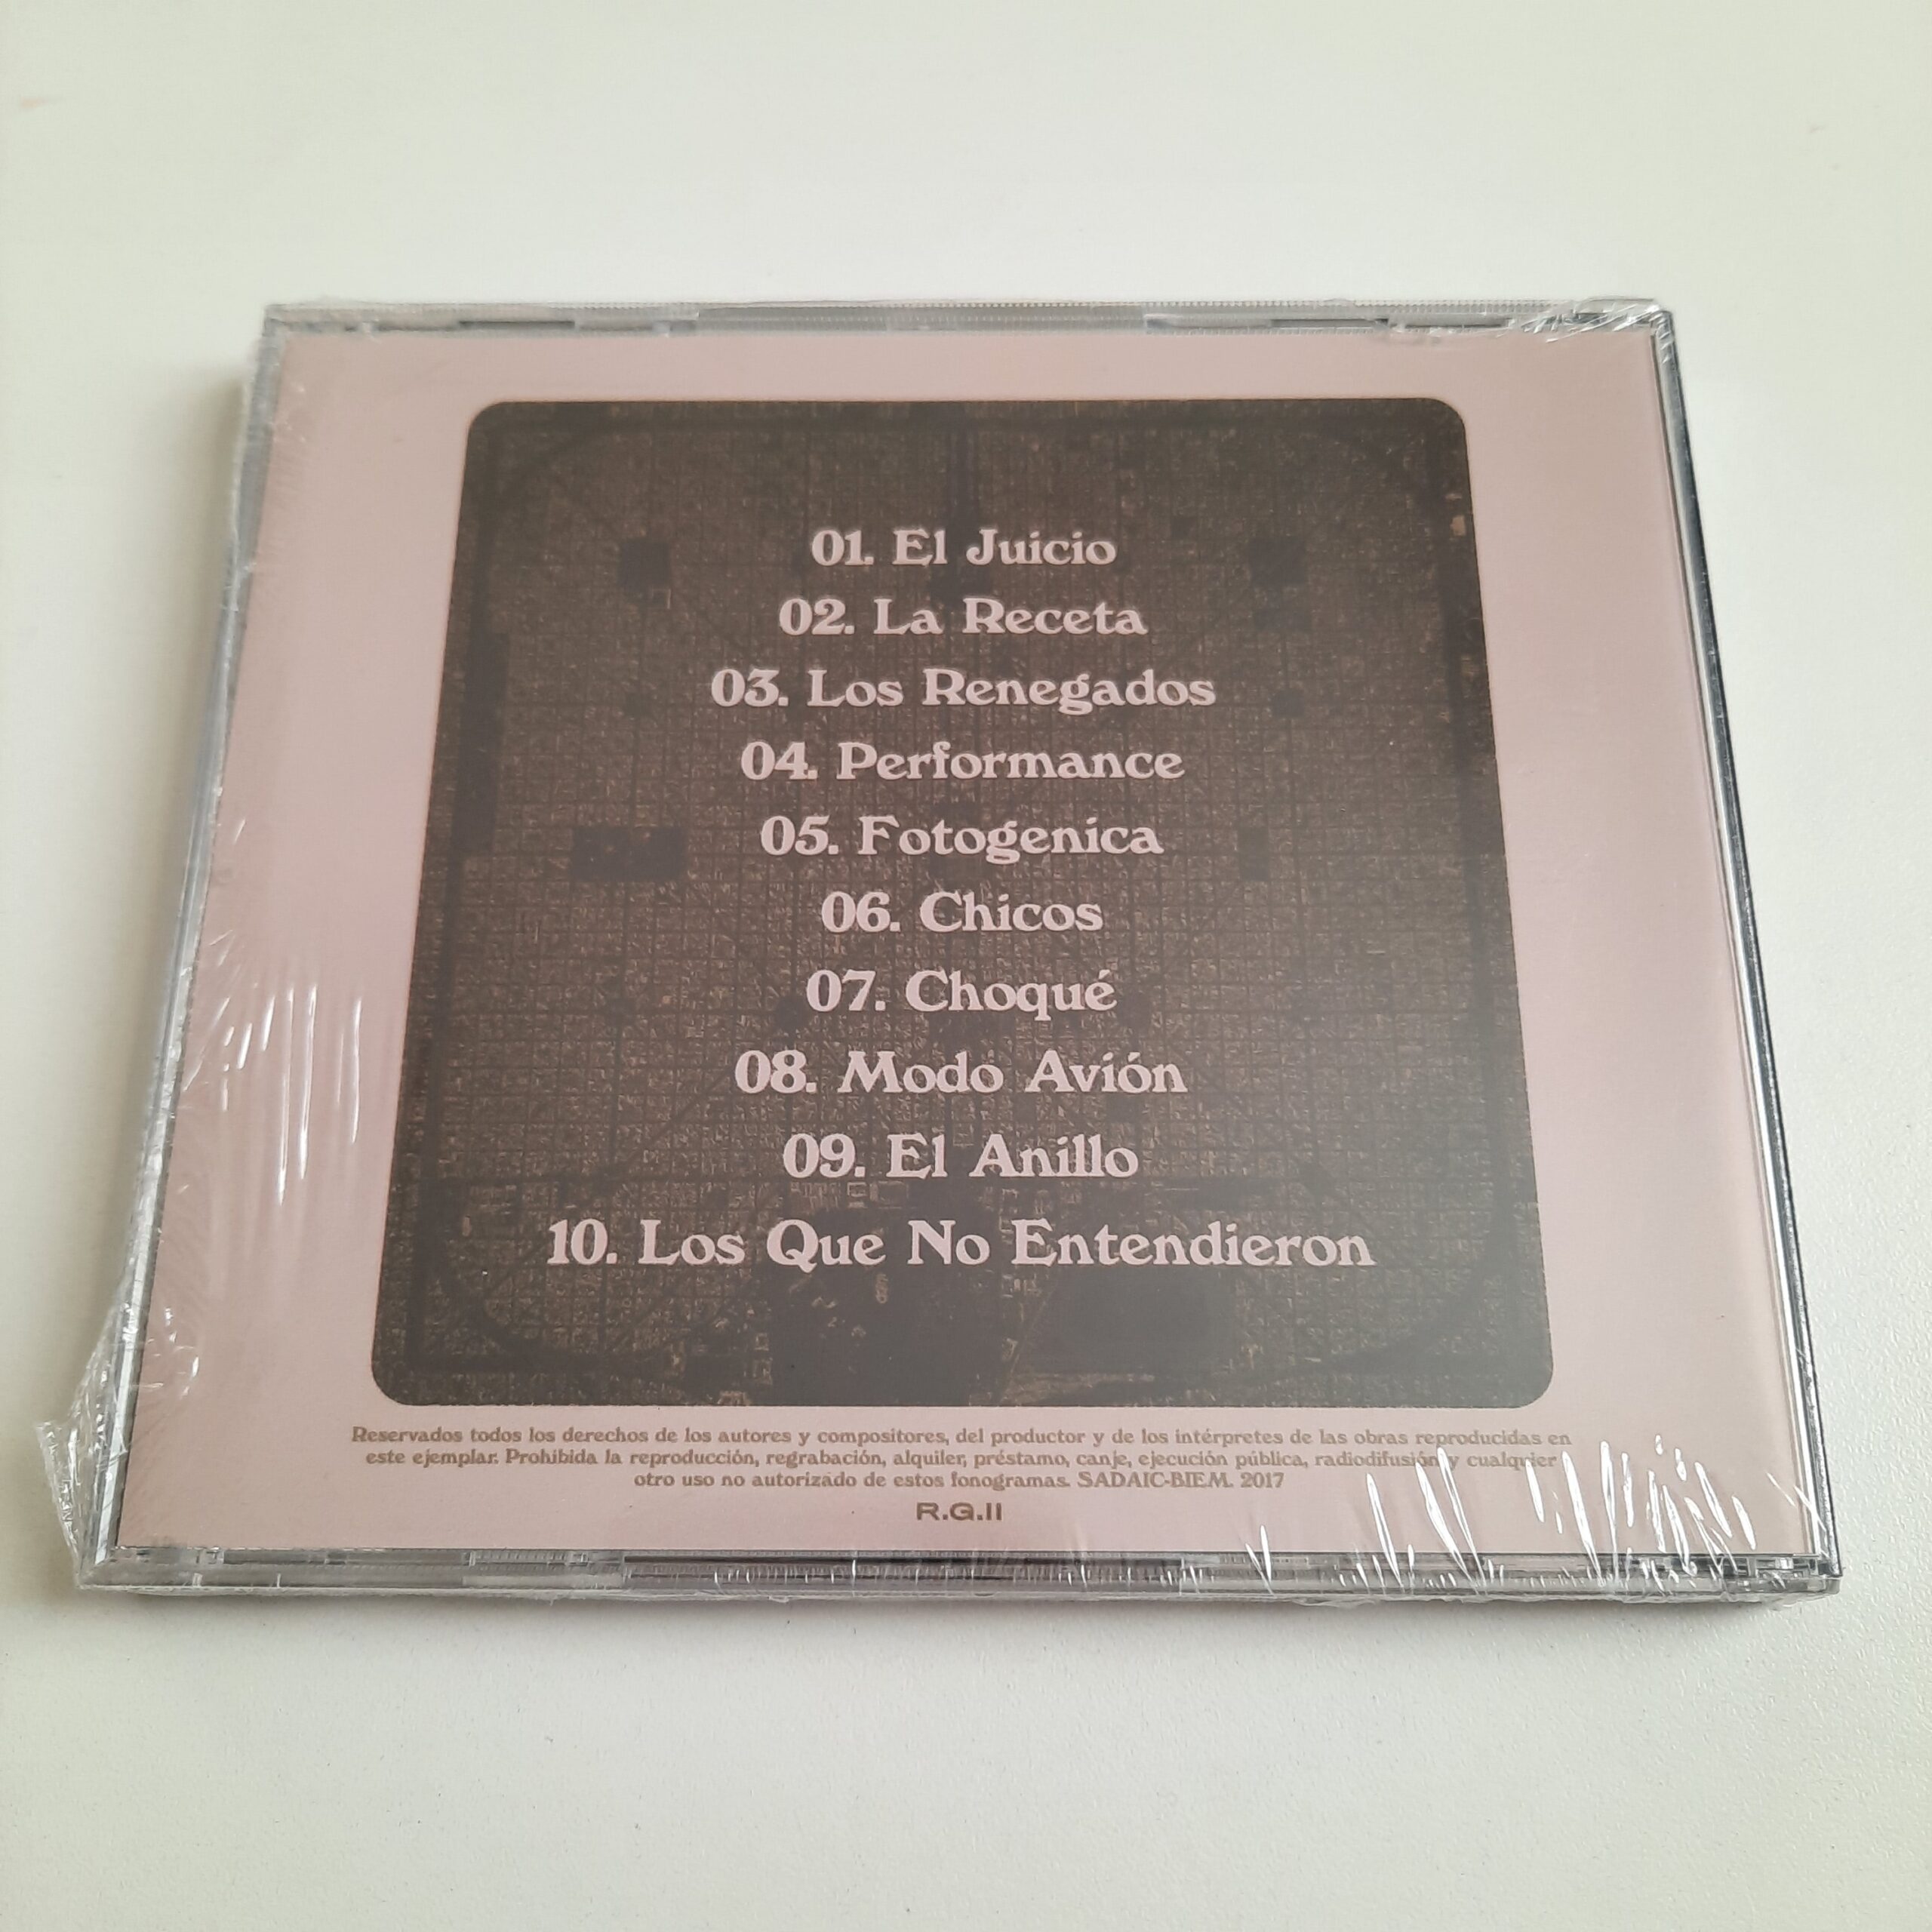 01. El Juicio
02. La Receta
03. Los Renegados
04. Performance
05. Fotogenica
06. Chicos
07. Choqué
08. Modo Avión
09. El Anillo
10. Los Que No Entendieron
Reservados todos los derechos de los autores y compositores, del productor y de los intérpretes de las obras reproducidas en
este ejemplar. Prohibida la reproducción, regrabación, alquiler, préstamo, canje, ejecución pública, radiodifusión y cualquier
otro uso no autorizado de estos fonogramas. SADAIC-BIEM. 2017
R.G.II